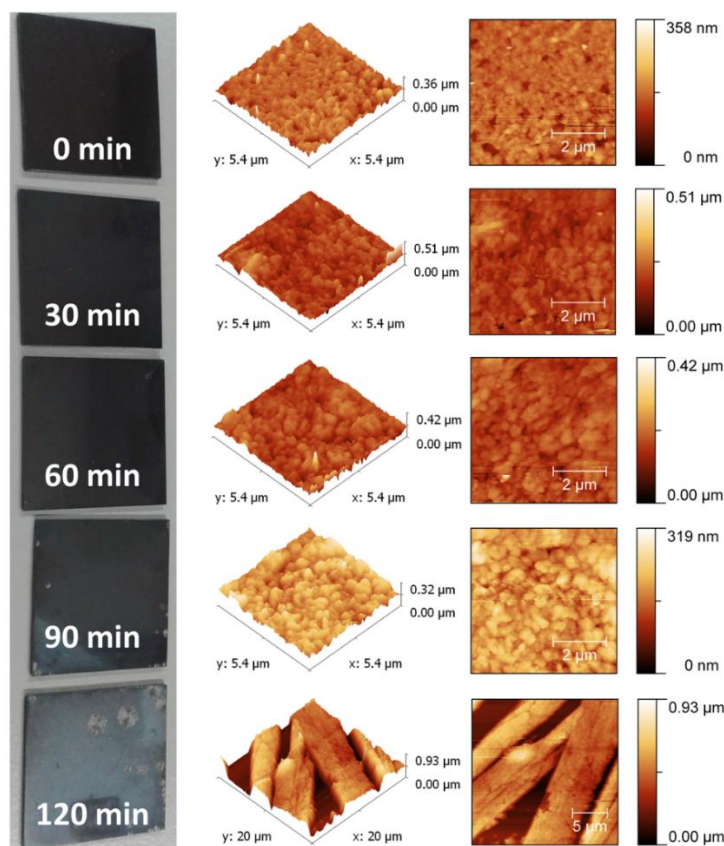 0 min
0.36 µm
0.00 µm
y: 5.4 µm
x: 5.4 µm
2 µm
358 nm
0 nm
30 min
0.51 µm
0.00 µm
y: 5.4 µm
x: 5.4 µm
2 µm
0.51 µm
0.00 µm
60 min
0.42 µm
0.00 µm
y: 5.4 µm
x: 5.4 µm
2 µm
0.42 µm
0.00 µm
90 min
0.32 µm
0.00 µm
y: 5.4 µm
x: 5.4 µm
2 µm
319 nm
0 nm
120 min
0.93 µm
0.00 µm
y: 20 µm
x: 20 µm
5 µm
0.93 µm
0.00 µm